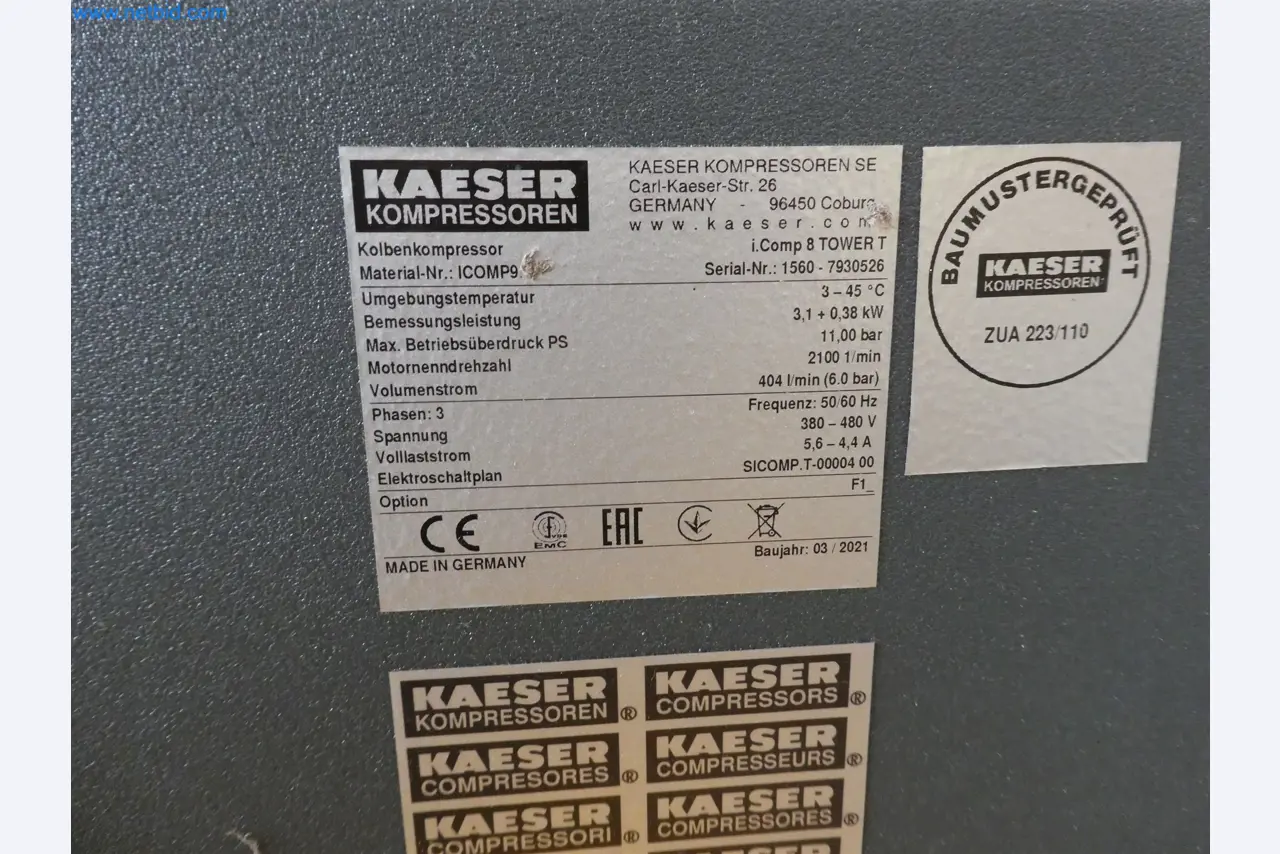 www.netbid.com
KAESER
KOMPRESSOREN
KAESER KOMPRESSOREN SE
Carl-Kaeser-Str. 26
GERMANY - 96450 Coburg
www.kaeser.com
Kolbenkompressor
i.Comp 8 TOWER T
Material-Nr.: ICOMP9.
Serial-Nr.: 1560 - 7930526
Umgebungstemperatur 3 – 45 °C
Bemessungsleistung 3,1 + 0,38 kW
Max. Betriebsüberdruck PS 11,00 bar
Motornenndrehzahl 2100 1/min
Volumenstrom 404 l/min (6.0 bar)
Phasen: 3 Frequenz: 50/60 Hz
Spannung 380 – 480 V
Volllaststrom 5,6 – 4,4 A
Elektroschaltplan SICOMP.T-00004 00
Option F1_
CE EMC EAC
MADE IN GERMANY Baujahr: 03 / 2021
BAUMUSTERGEPRÜFT
KAESER
KOMPRESSOREN
ZUA 223/110
KAESER
KOMPRESSOREN ®
KAESER
COMPRESSORS ®
KAESER
COMPRESORES ®
KAESER
COMPRESSEURS ®
KAESER
COMPRESSORI ®
KAESER
COMPRESSORES ®